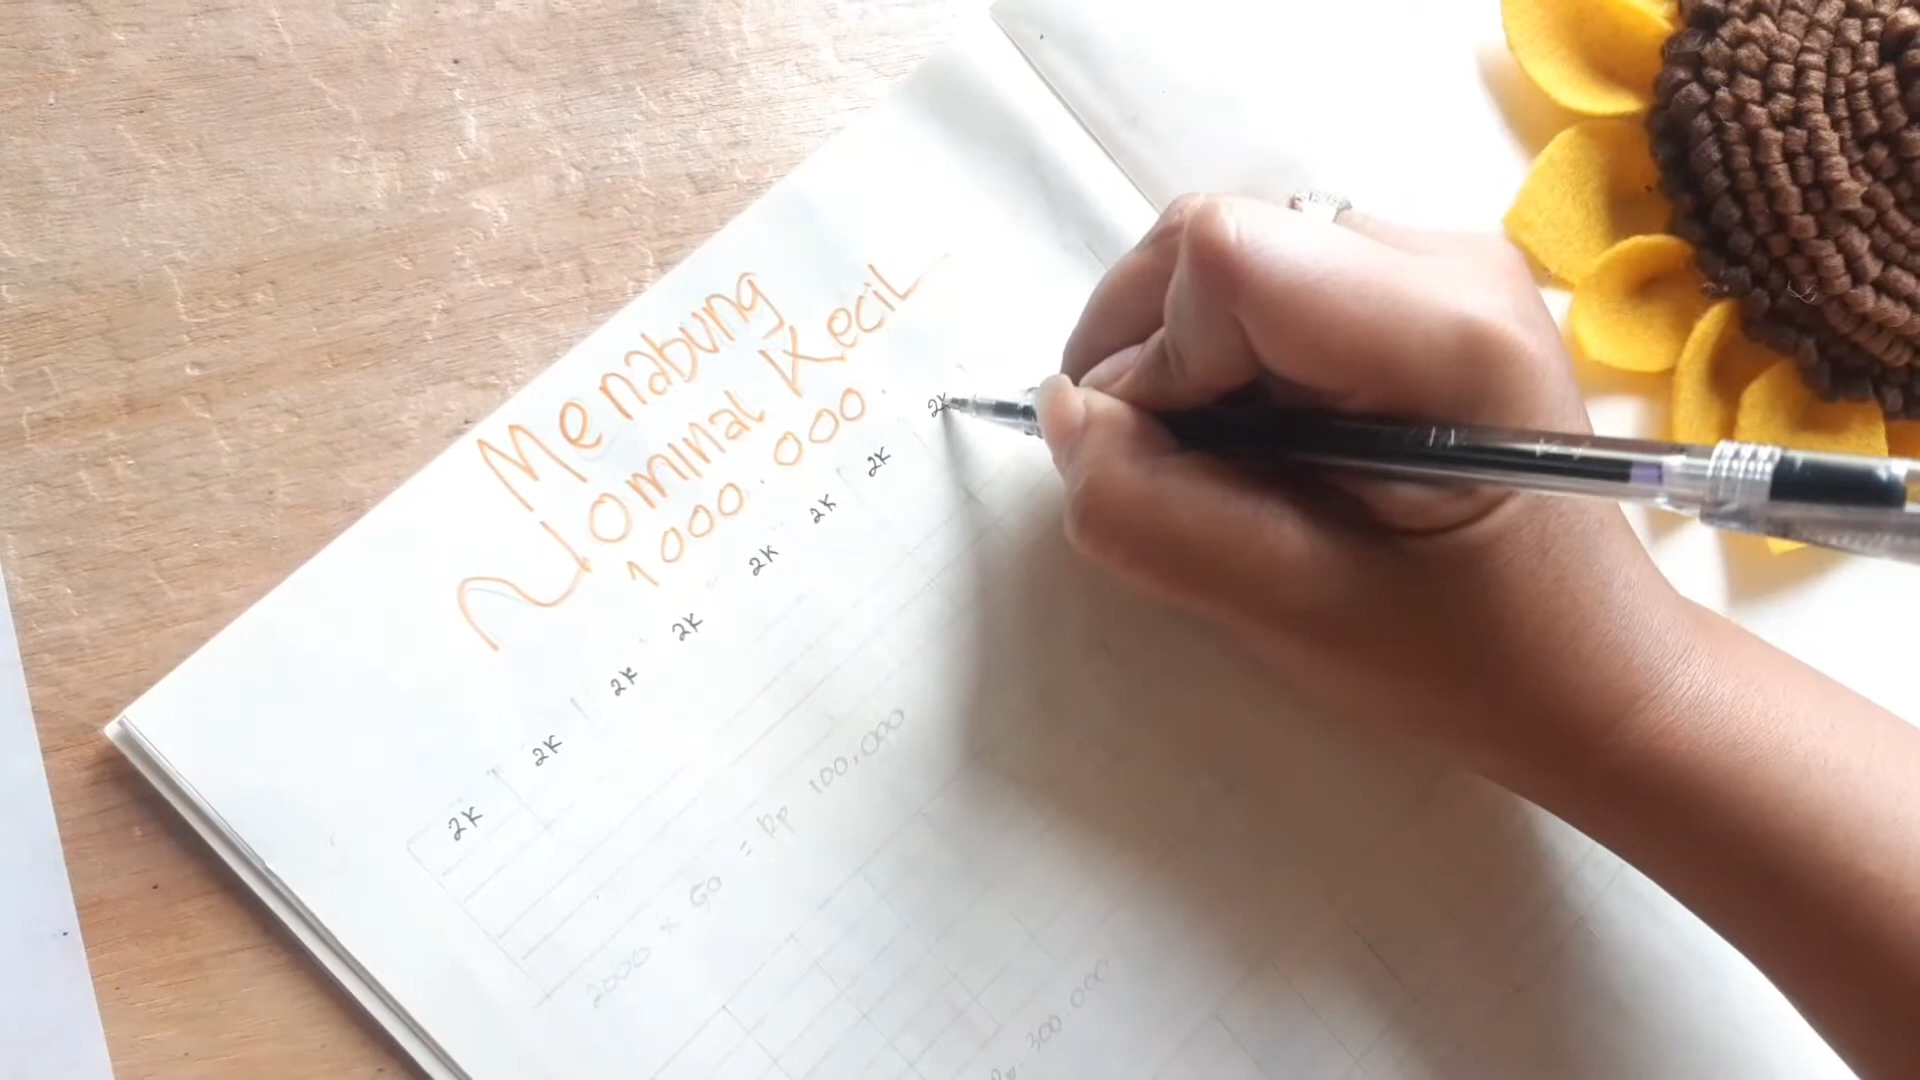 Menabung
Nominal Kecil
1000.000
2K 2K 2K 2K 2K 2K 2K 2K
2000 x 50 = Rp 100.000
Rp. 300.000